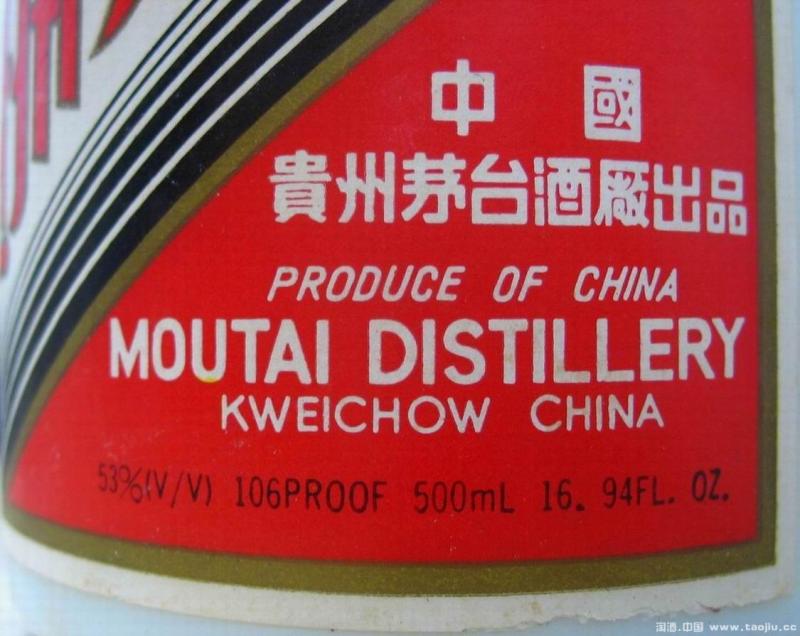 中國
貴州茅台酒廠出品
PRODUCE OF CHINA
MOUTAI DISTILLERY
KWEICHOW CHINA
53%(V/V) 106PROOF 500mL 16. 94FL. OZ.
淘酒.中国 www.taojiu.cc